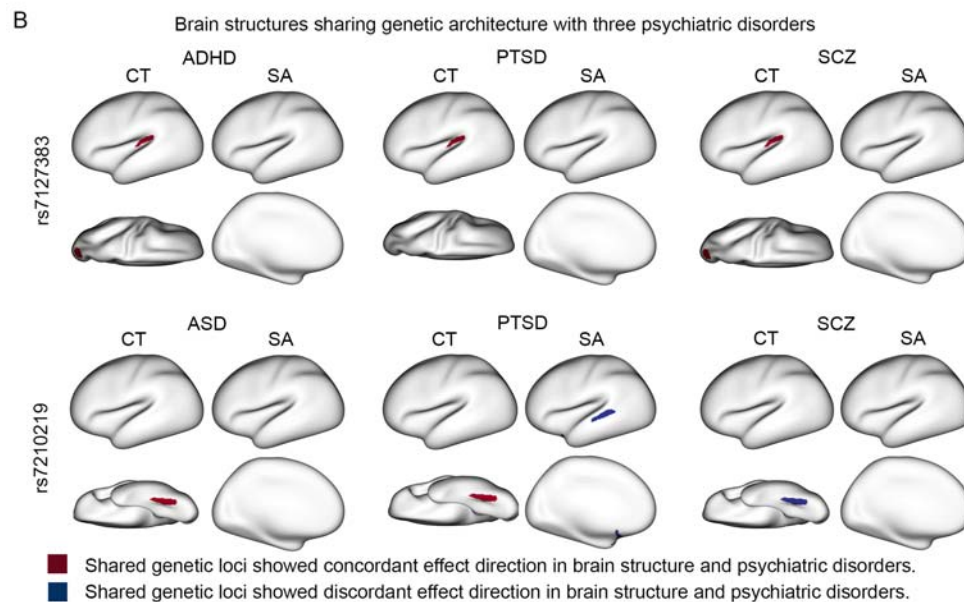 B
Brain structures sharing genetic architecture with three psychiatric disorders
ADHD PTSD SCZ
CT SA CT SA CT SA
rs7127383
ASD PTSD SCZ
CT SA CT SA CT SA
rs7210219
Shared genetic loci showed concordant effect direction in brain structure and psychiatric disorders.
Shared genetic loci showed discordant effect direction in brain structure and psychiatric disorders.